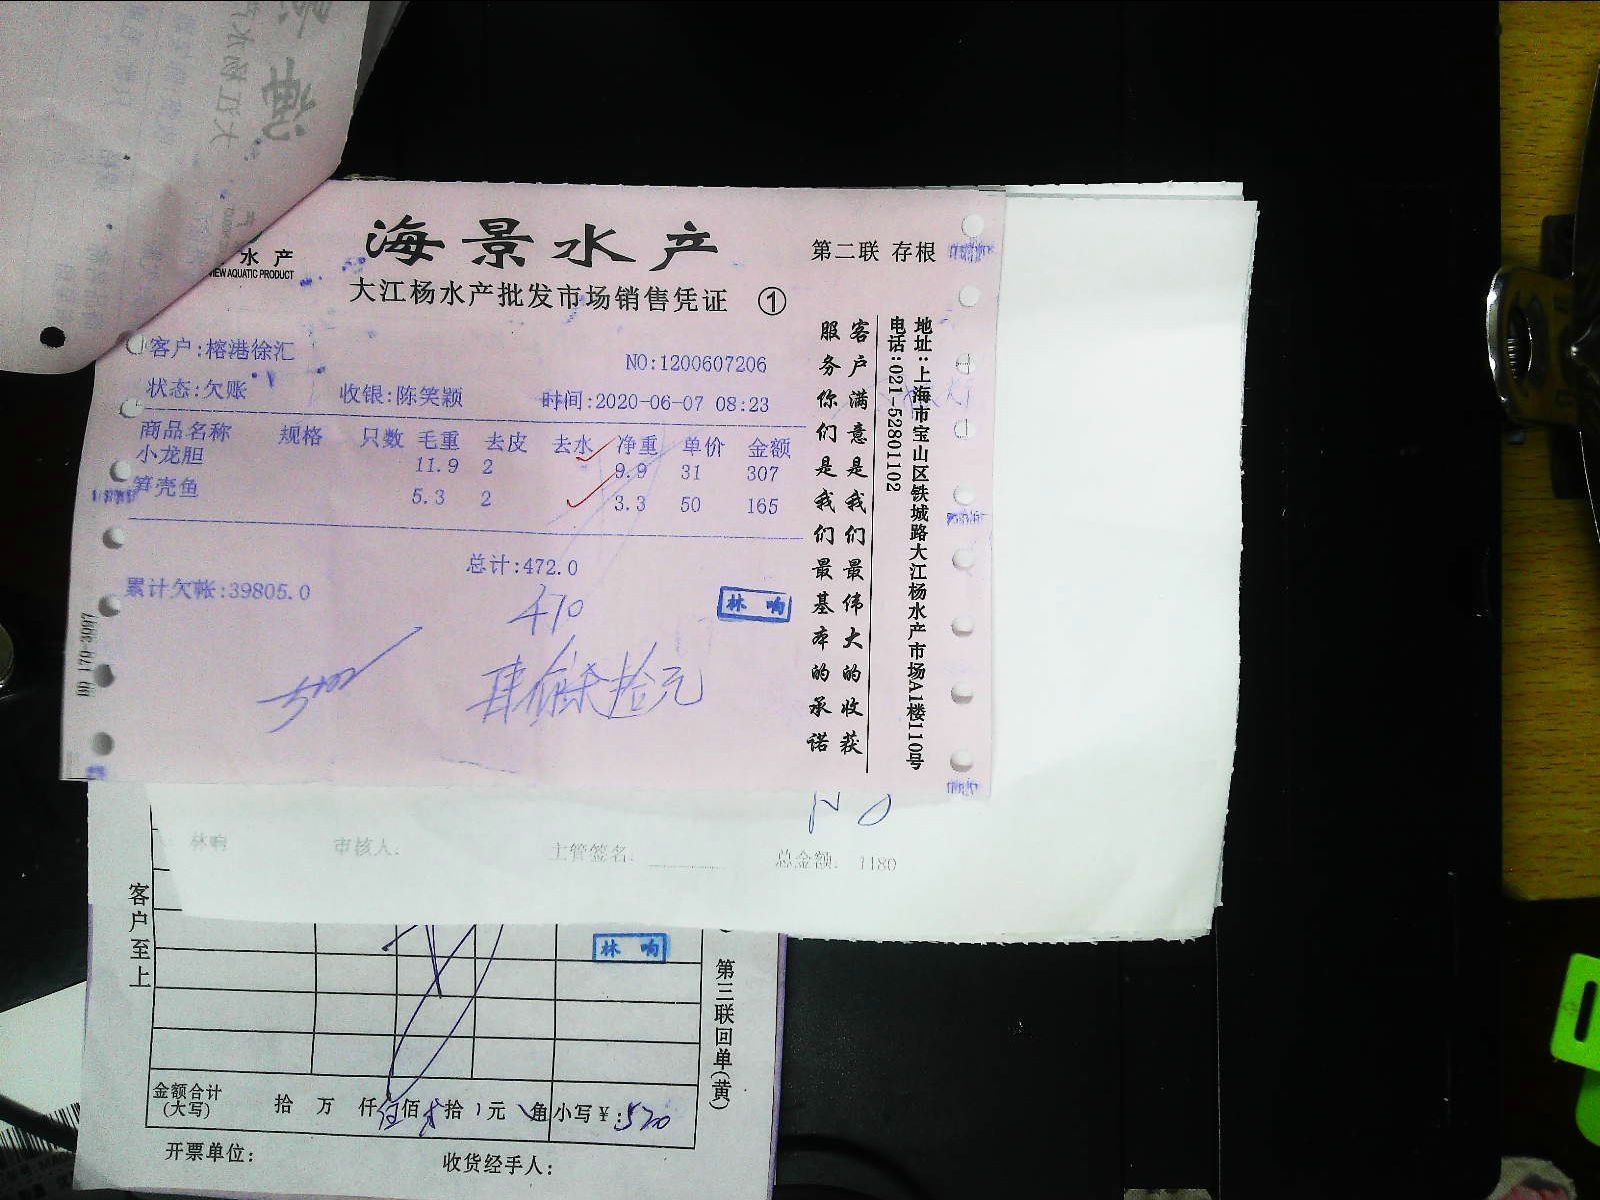 水产
VIEW AQUATIC PRODUCT
海景水产
第二联 存根
大江杨水产批发市场销售凭证 ①
客户:榕港徐汇
NO:1200607206
状态:欠账 收银:陈笑颖 时间:2020-06-07 08:23
商品名称 规格 只数 毛重 去皮 去水 净重 单价 金额
小龙胆 11.9 2 9.9 31 307
笋壳鱼 5.3 2 3.3 50 165
总计:472.0
累计欠帐:39805.0
470
林响
肆佰柒拾元
客户满意是我们最伟大的收获
服务你们是我们最基本的承诺
地址:上海市宝山区铁城路大江杨水产市场A1楼110号
电话:021-52801102
NO
林响 审核人: 主管签名: 总金额: 1180
客户至上
林响
第三联回单(黄)
金额合计(大写) 拾 万 仟 伍佰 拾 元 角 小写¥:520
开票单位: 收货经手人: